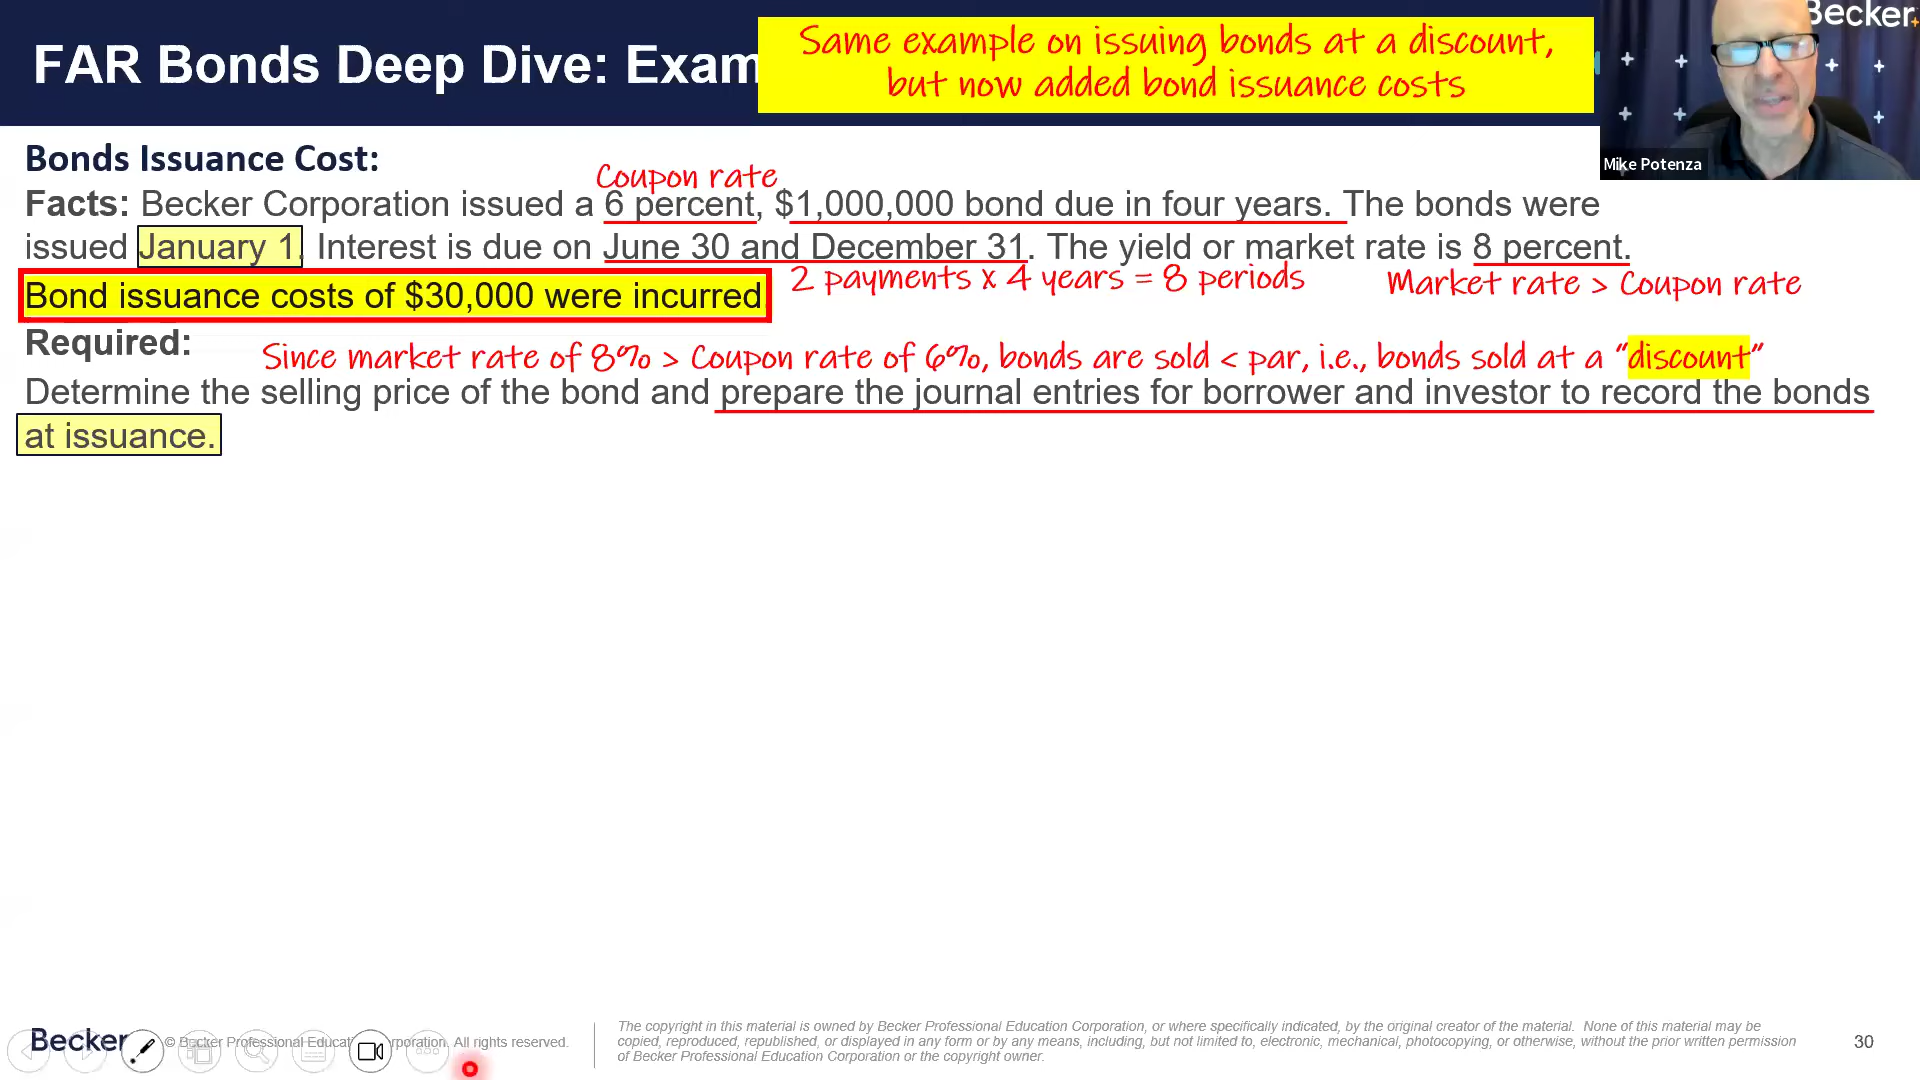 FAR Bonds Deep Dive: Exam
Same example on issuing bonds at a discount,
but now added bond issuance costs
Becker
Mike Potenza
Bonds Issuance Cost:
Coupon rate
Facts: Becker Corporation issued a 6 percent, $1,000,000 bond due in four years. The bonds were
issued January 1. Interest is due on June 30 and December 31. The yield or market rate is 8 percent.
Bond issuance costs of $30,000 were incurred
2 payments x 4 years = 8 periods
Market rate > Coupon rate
Required:
Since market rate of 8% > Coupon rate of 6%, bonds are sold < par, i.e., bonds sold at a "discount"
Determine the selling price of the bond and prepare the journal entries for borrower and investor to record the bonds
at issuance.
Becker
© Becker Professional Educat rporation. All rights reserved.
The copyright in this material is owned by Becker Professional Education Corporation, or where specifically indicated, by the original creator of the material. None of this material may be
copied, reproduced, republished, or displayed in any form or by any means, including, but not limited to, electronic, mechanical, photocopying, or otherwise, without the prior written permission
of Becker Professional Education Corporation or the copyright owner.
30